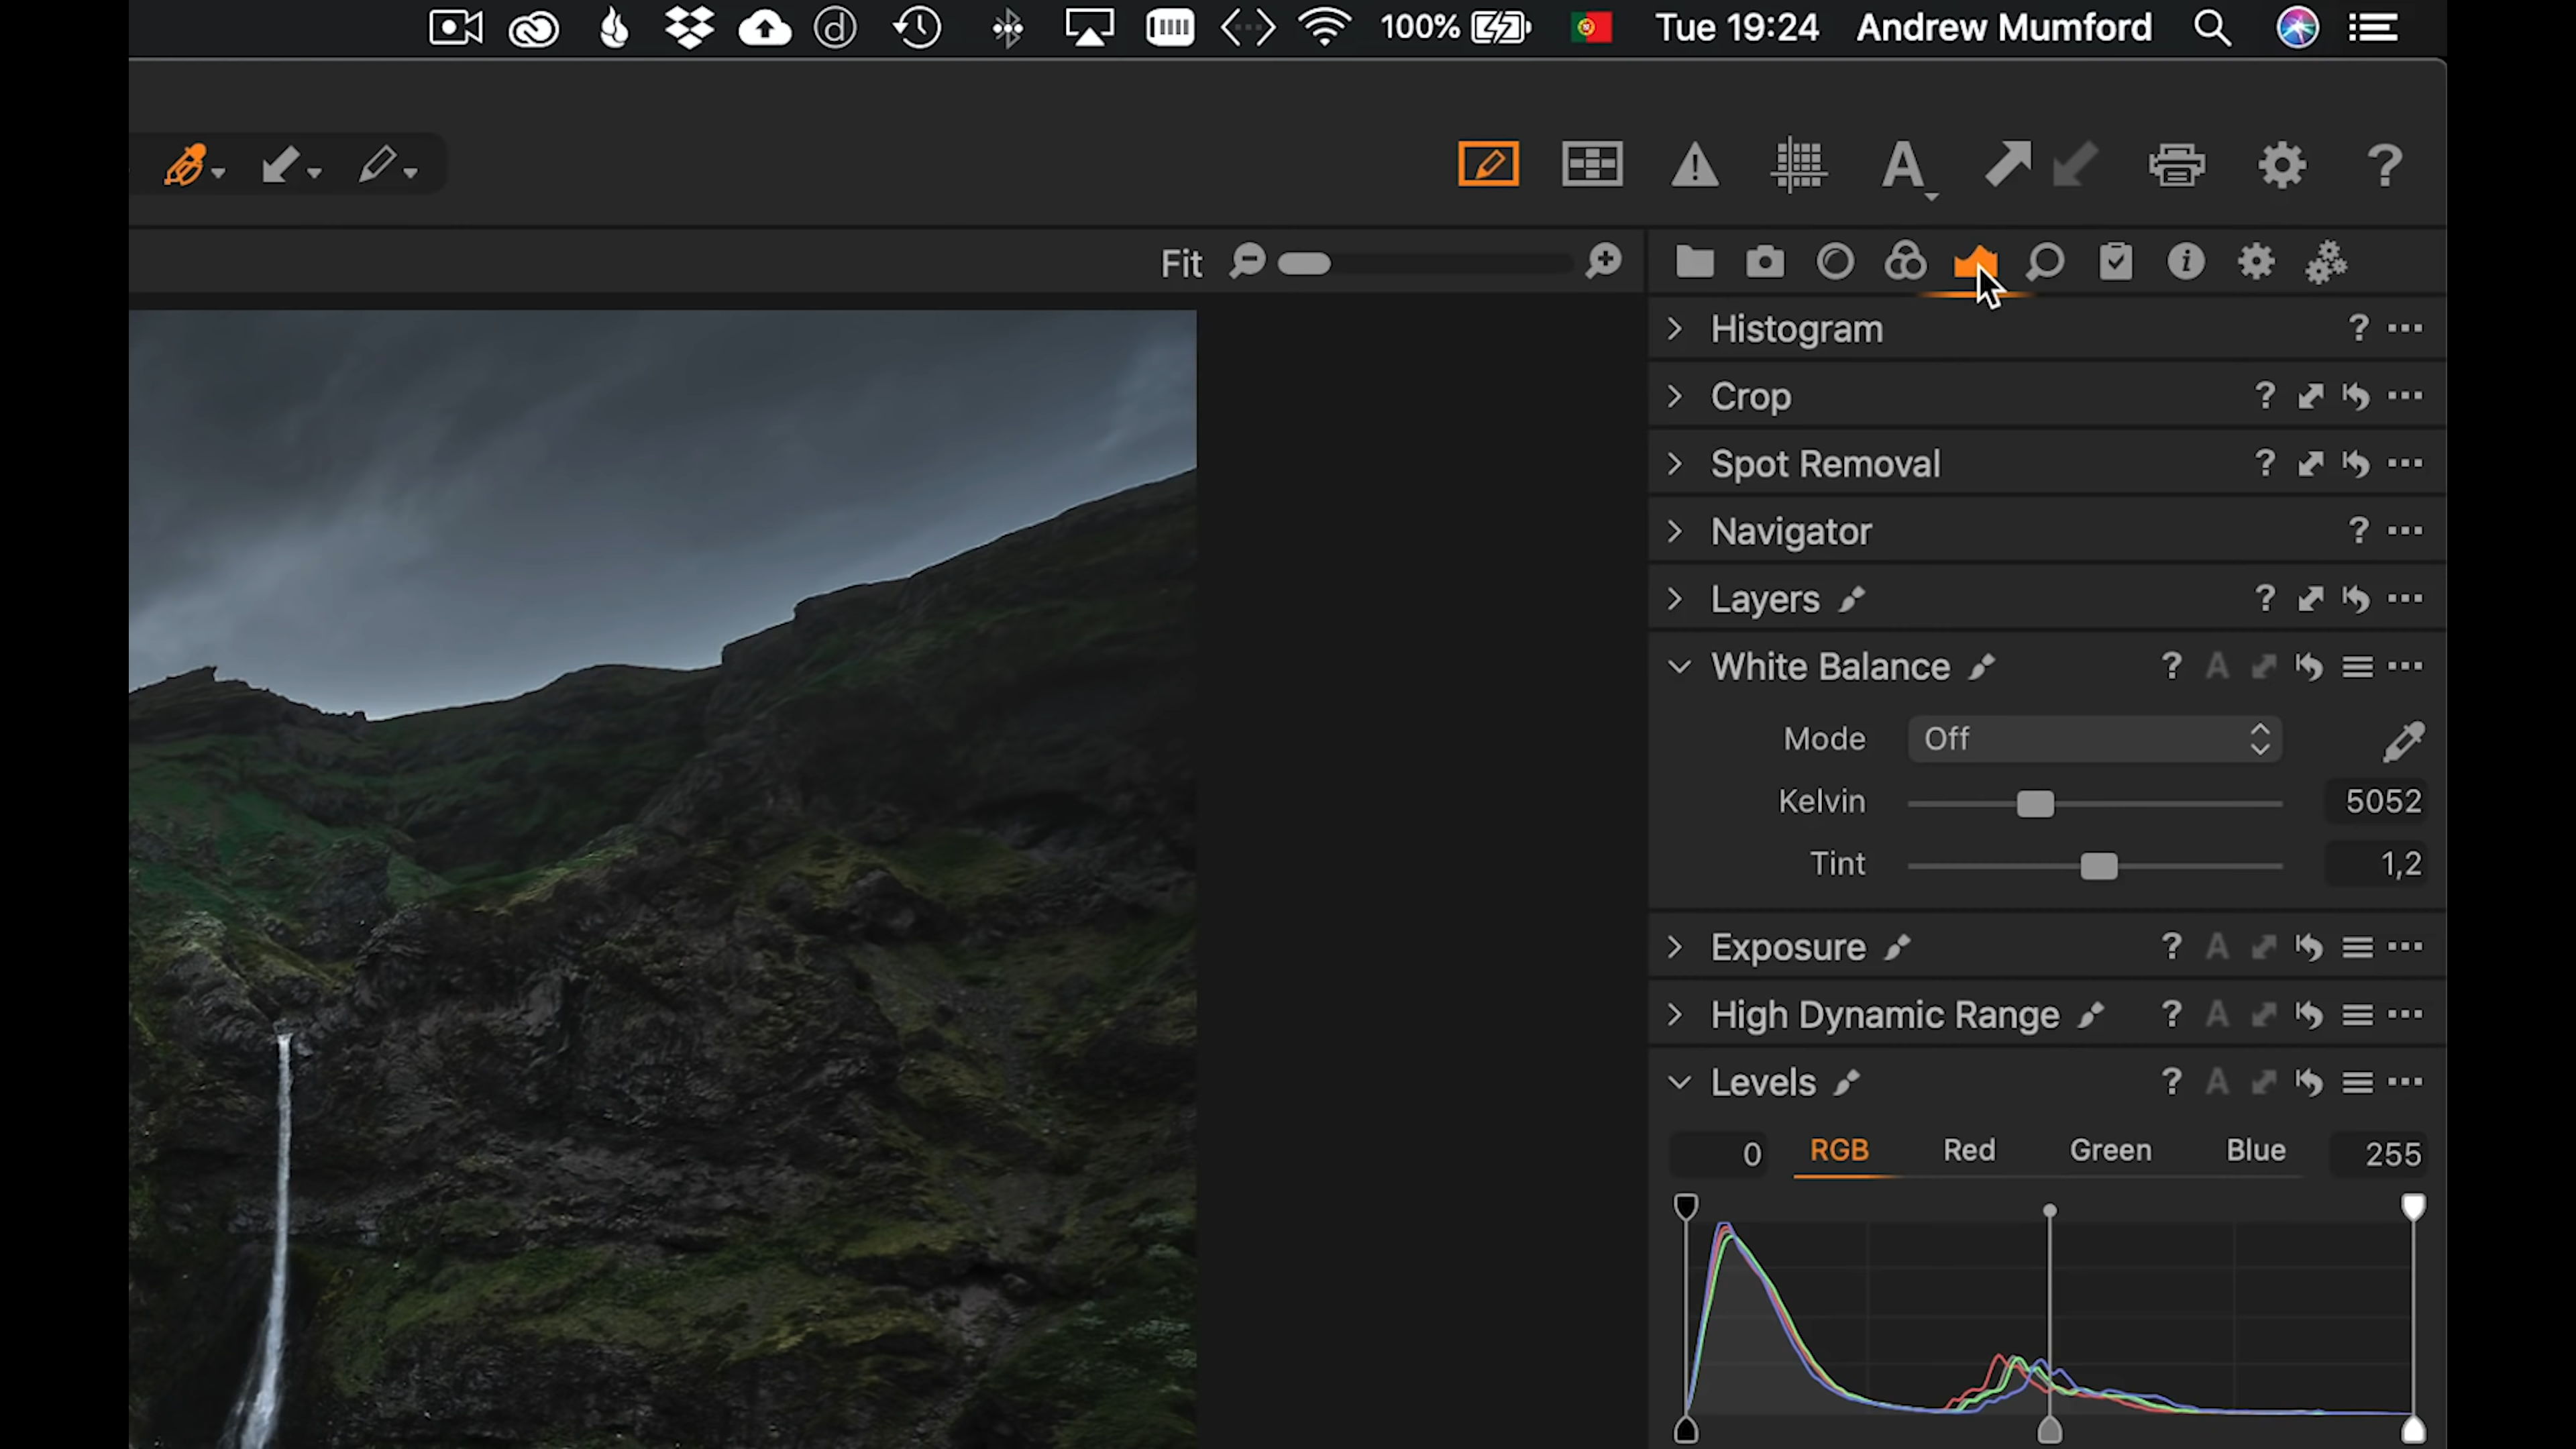 100% Tue 19:24 Andrew Mumford
A ?
Fit
Histogram ?
Crop ?
Spot Removal ?
Navigator ?
Layers ?
White Balance ? A
Mode Off
Kelvin 5052
Tint 1,2
Exposure ? A
High Dynamic Range ? A
Levels ? A
0 RGB Red Green Blue 255